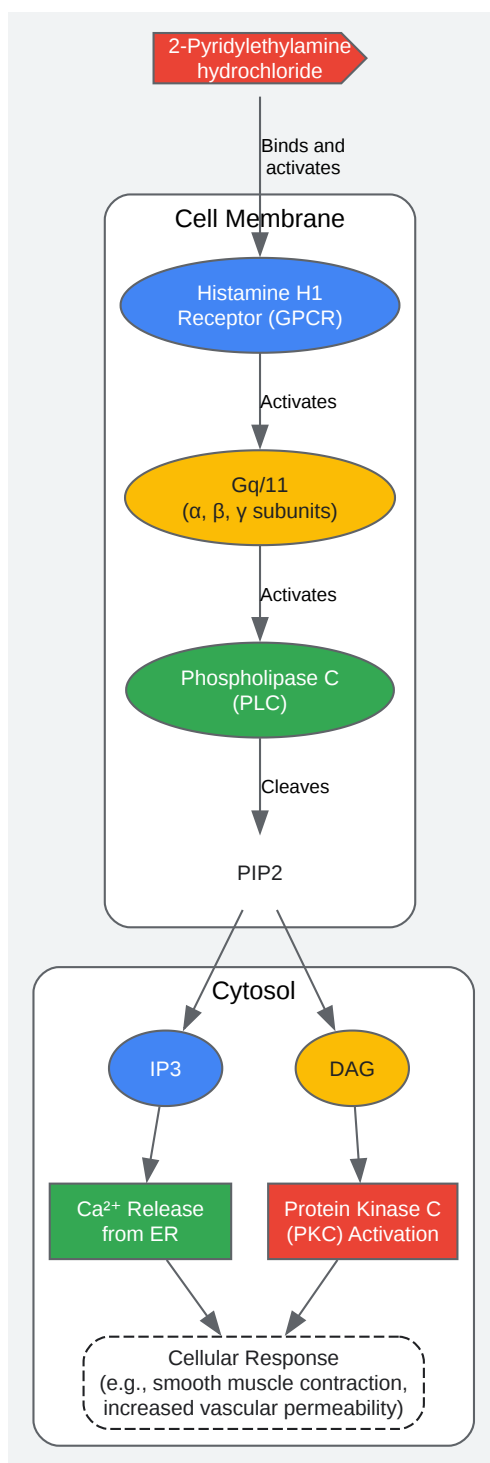 2-Pyridylethylamine
hydrochloride
Binds and
activates
Cell Membrane
Histamine H1
Receptor (GPCR)
Activates
Gq/11
(α, β, γ subunits)
Activates
Phospholipase C
(PLC)
Cleaves
PIP2
Cytosol
IP3
DAG
Ca²⁺ Release
from ER
Protein Kinase C
(PKC) Activation
Cellular Response
(e.g., smooth muscle contraction,
increased vascular permeability)